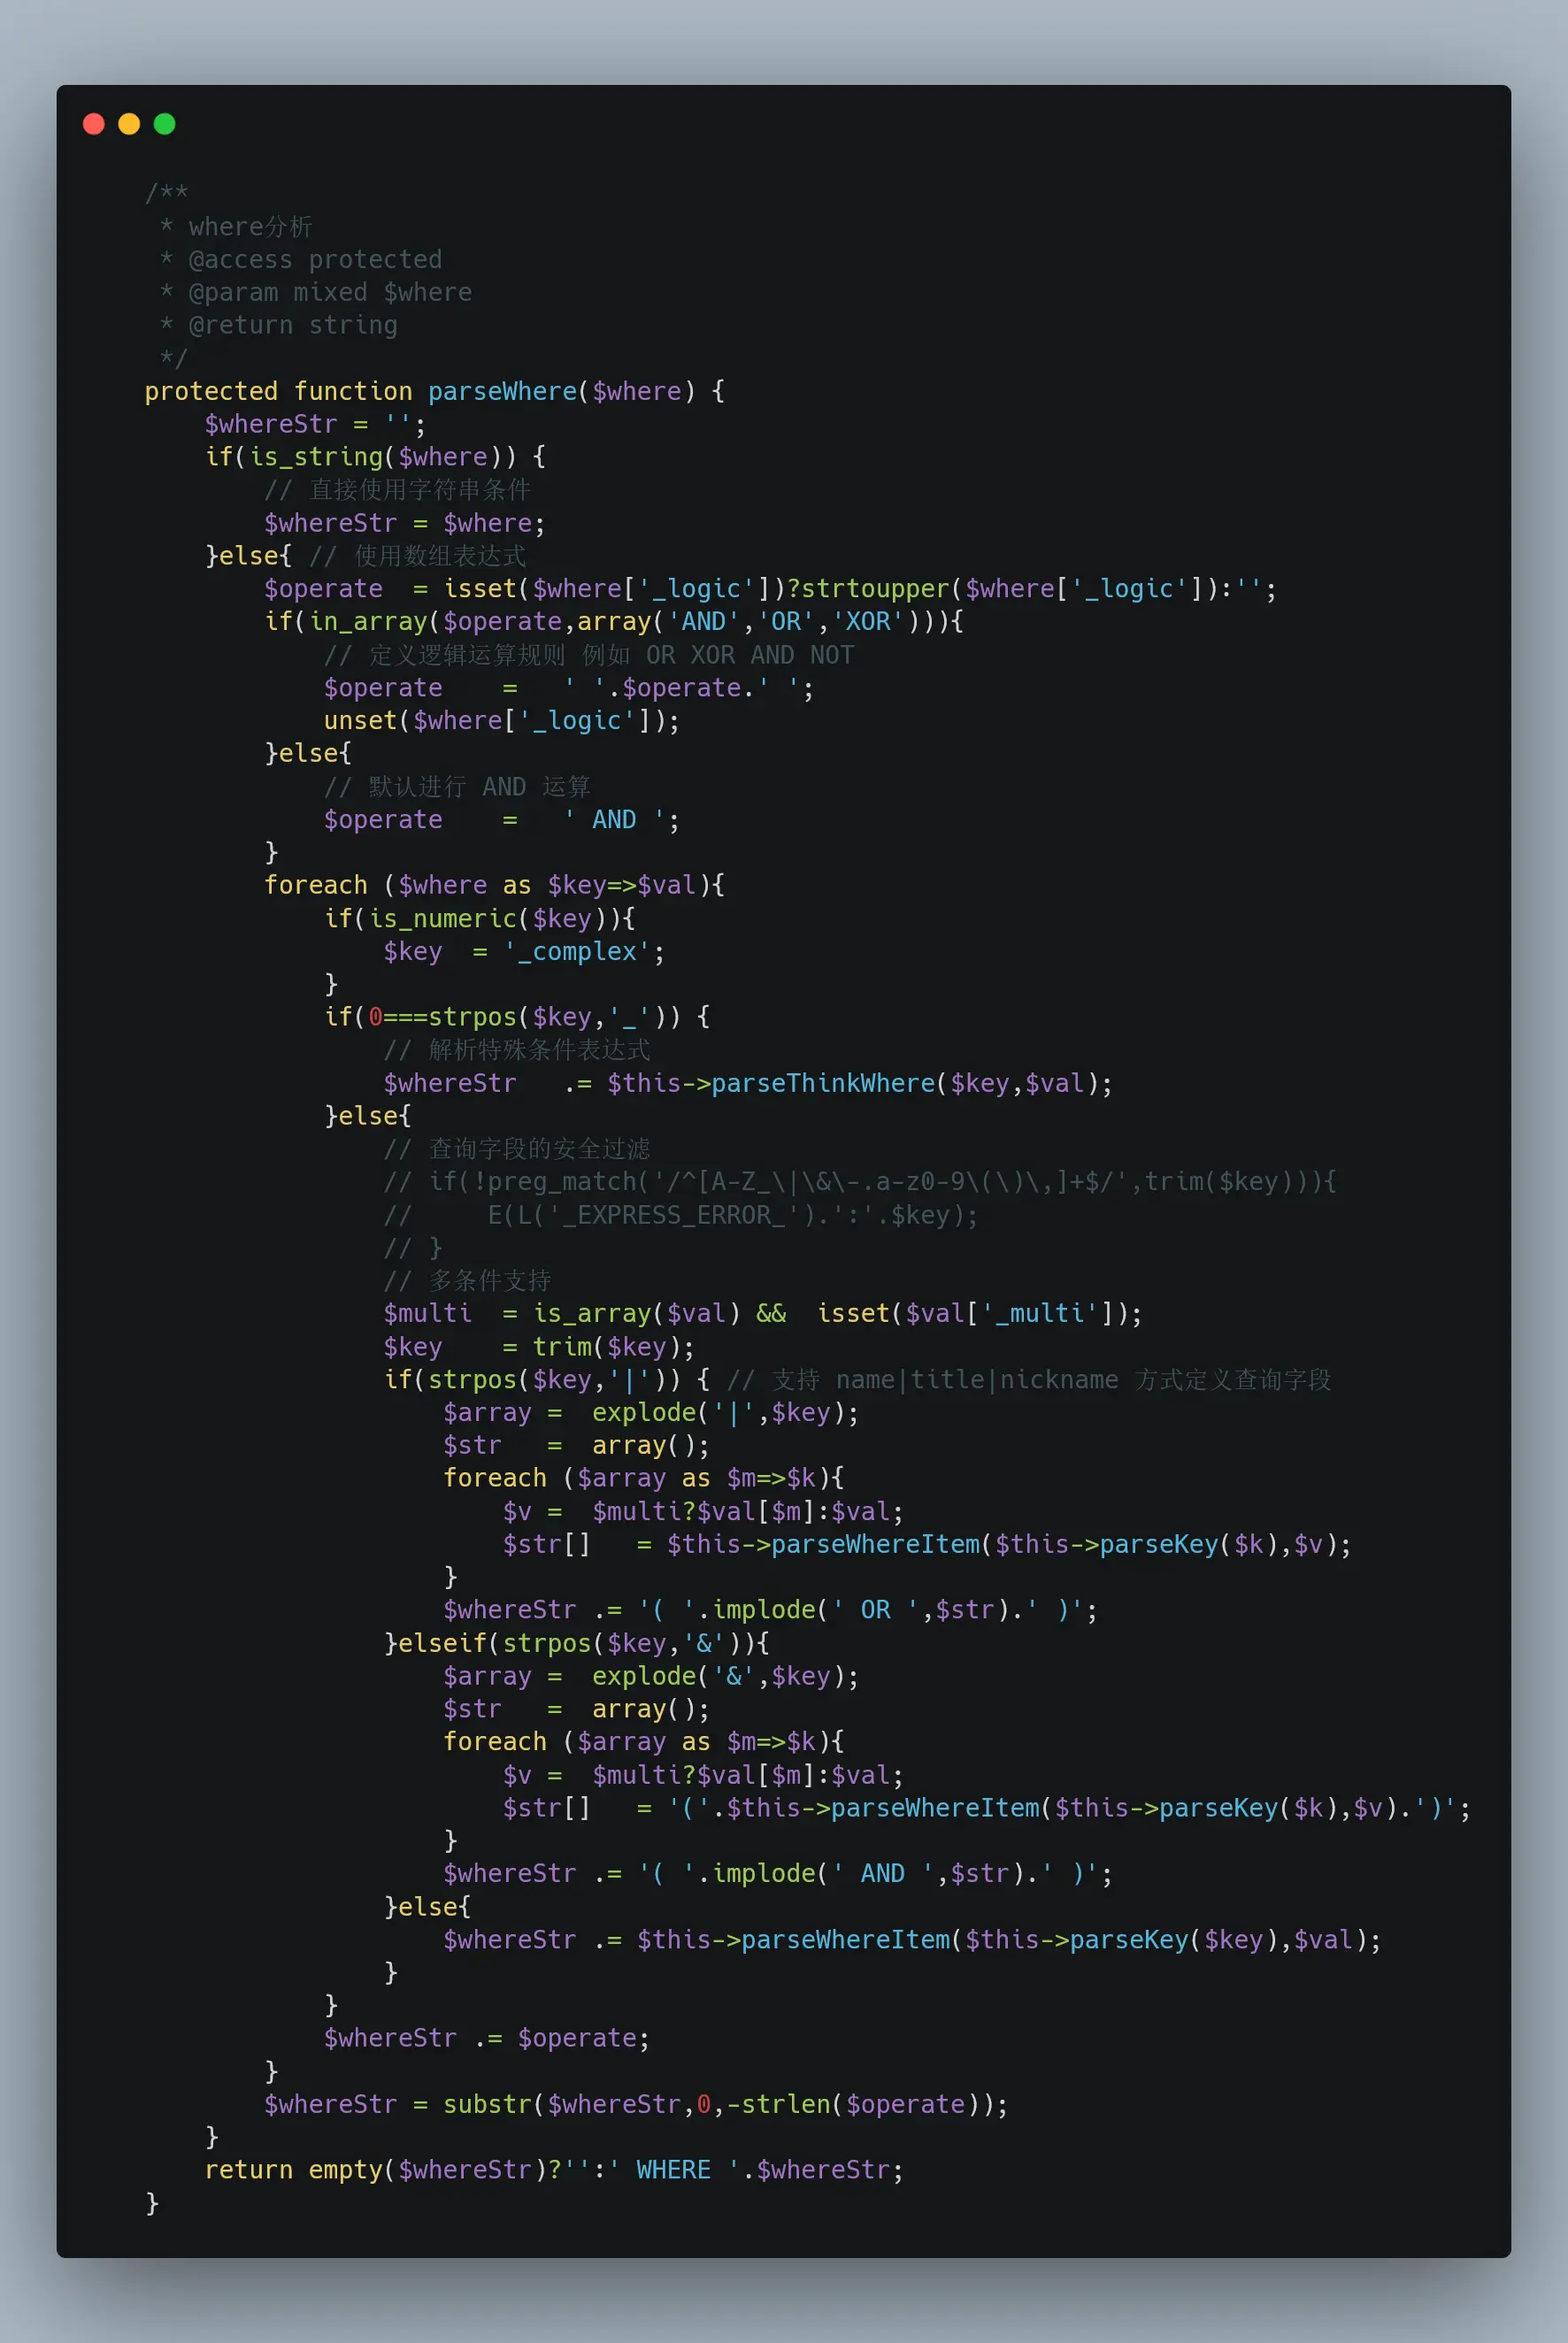 /**
 * where分析
 * @access protected
 * @param mixed $where
 * @return string
 */
protected function parseWhere($where) {
    $whereStr = '';
    if(is_string($where)) {
        // 直接使用字符串条件
        $whereStr = $where;
    }else{ // 使用数组表达式
        $operate  = isset($where['_logic'])?strtoupper($where['_logic']):'';
        if(in_array($operate,array('AND','OR','XOR'))){
            // 定义逻辑运算规则 例如 OR XOR AND NOT
            $operate    =   ' '.$operate.' ';
            unset($where['_logic']);
        }else{
            // 默认进行 AND 运算
            $operate    =   ' AND ';
        }
        foreach ($where as $key=>$val){
            if(is_numeric($key)){
                $key  = '_complex';
            }
            if(0===strpos($key,'_')) {
                // 解析特殊条件表达式
                $whereStr   .= $this->parseThinkWhere($key,$val);
            }else{
                // 查询字段的安全过滤
                // if(!preg_match('/^[A-Z_\|\&\-.a-z0-9\(\)\,]+$/',trim($key))){
                //     E(L('_EXPRESS_ERROR_').':'.$key);
                // }
                // 多条件支持
                $multi  = is_array($val) &&  isset($val['_multi']);
                $key    = trim($key);
                if(strpos($key,'|')) { // 支持 name|title|nickname 方式定义查询字段
                    $array =  explode('|',$key);
                    $str   =  array();
                    foreach ($array as $m=>$k){
                        $v =  $multi?$val[$m]:$val;
                        $str[]   = $this->parseWhereItem($this->parseKey($k),$v);
                    }
                    $whereStr .= '( '.implode(' OR ',$str).' )';
                }elseif(strpos($key,'&')){
                    $array =  explode('&',$key);
                    $str   =  array();
                    foreach ($array as $m=>$k){
                        $v =  $multi?$val[$m]:$val;
                        $str[]   = '('.$this->parseWhereItem($this->parseKey($k),$v).')';
                    }
                    $whereStr .= '( '.implode(' AND ',$str).' )';
                }else{
                    $whereStr .= $this->parseWhereItem($this->parseKey($key),$val);
                }
            }
            $whereStr .= $operate;
        }
        $whereStr = substr($whereStr,0,-strlen($operate));
    }
    return empty($whereStr)?'':' WHERE '.$whereStr;
}